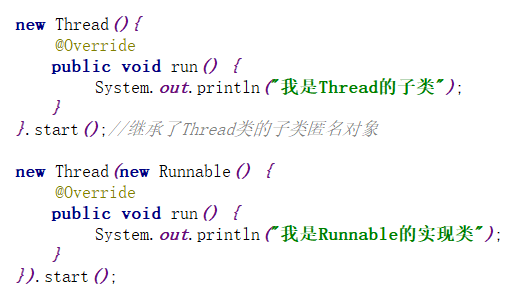 new Thread(){
@Override
public void run() {
System.out.println("我是Thread的子类");
}
}.start();//继承了Thread类的子类匿名对象
new Thread(new Runnable() {
@Override
public void run() {
System.out.println("我是Runnable的实现类");
}
}).start();